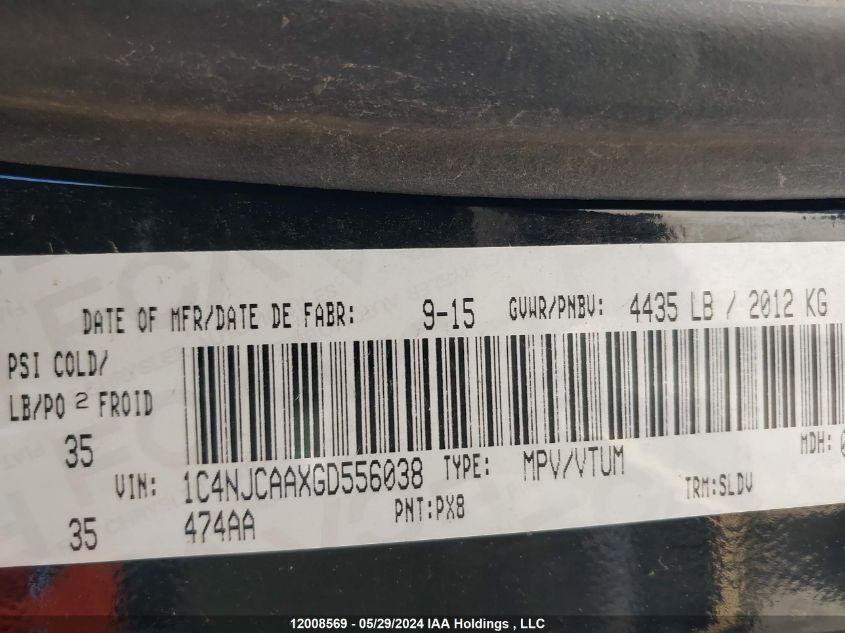 DATE OF MFR/DATE DE FABR: 9-15 GVWR/PNBV: 4435 LB / 2012 KG
PSI COLD/
LB/PO 2 FROID
35
VIN: 1C4NJCAAXGD556038 TYPE: MPV/VTUM MDH: 0
35
474AA PNT:PX8 TRM:SLDV
12008569 - 05/29/2024 IAA Holdings , LLC